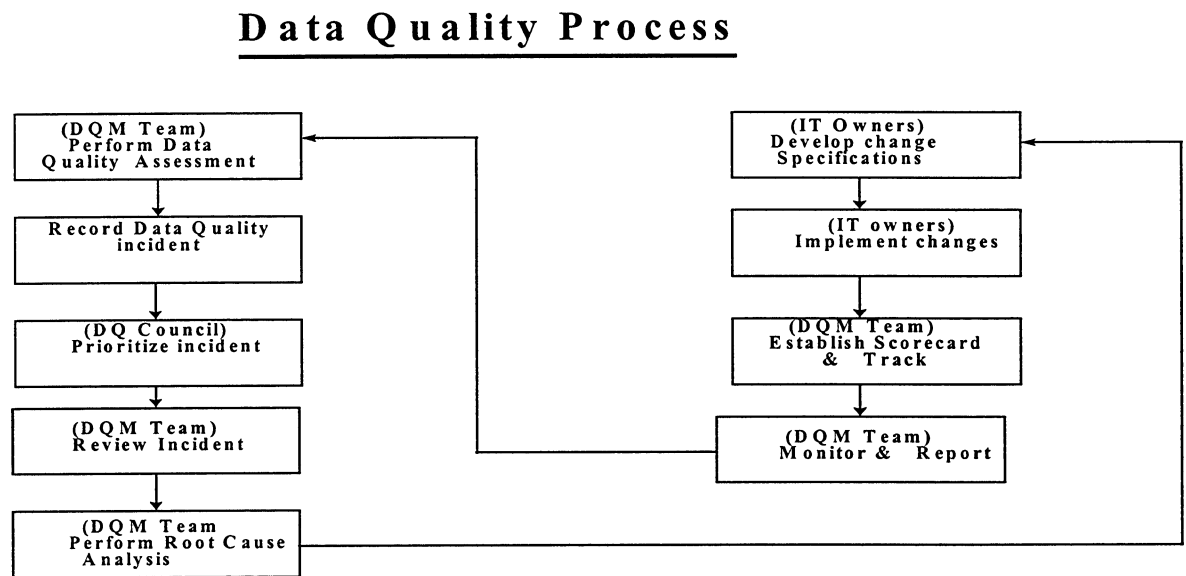 Data Quality Process
(DQM Team)
Perform Data
Quality Assessment
Record Data Quality
incident
(DQ Council)
Prioritize incident
(DQM Team)
Review Incident
(DQM Team
Perform Root Cause
Analysis
(IT Owners)
Develop change
Specifications
(IT owners)
Implement changes
(DQM Team)
Establish Scorecard
& Track
(DQM Team)
Monitor & Report